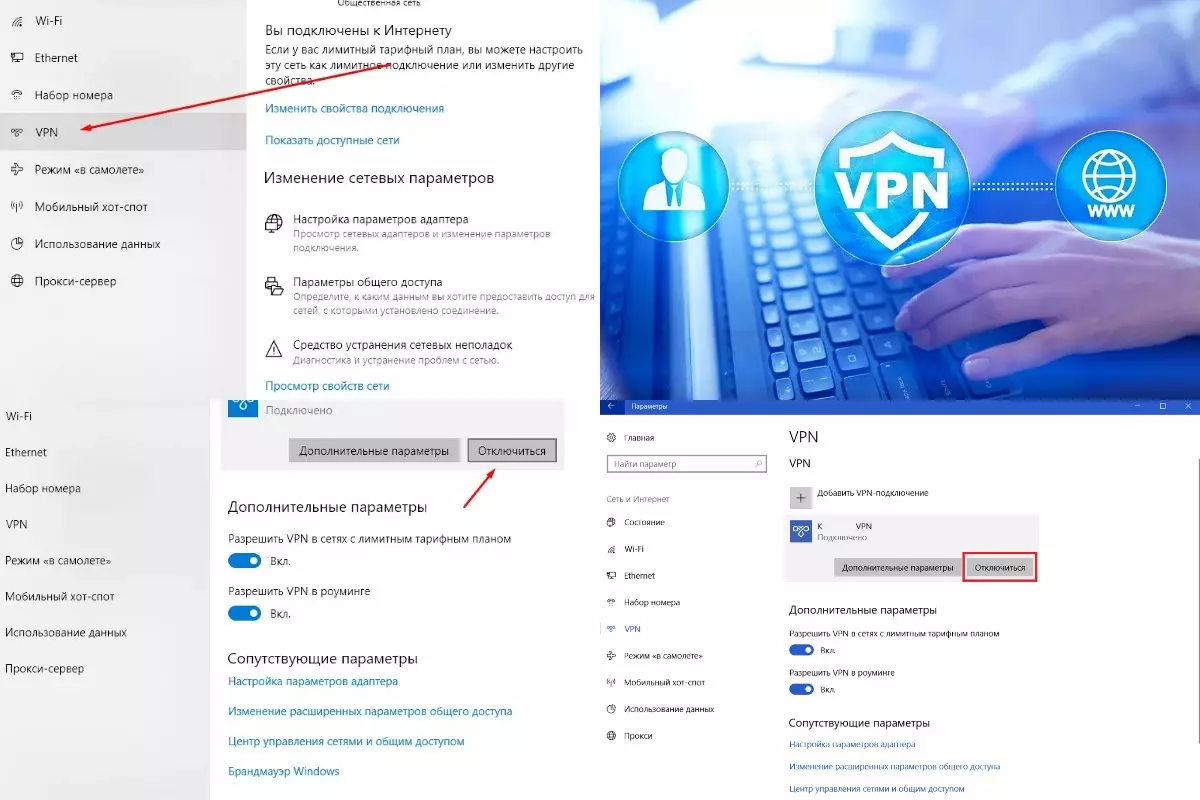 Wi-Fi
Ethernet
Набор номера
VPN
Режим «в самолете»
Мобильный хот-спот
Использование данных
Прокси-сервер
Общественная сеть
Вы подключены к Интернету
Если у вас лимитный тарифный план, вы можете настроить
эту сеть как лимитное подключение или изменить другие
свойства.
Изменить свойства подключения
Показать доступные сети
Изменение сетевых параметров
Настройка параметров адаптера
Просмотр сетевых адаптеров и изменение параметров
подключения.
Параметры общего доступа
Определите, к каким данным вы хотите предоставить доступ для
сетей, с которыми установлено соединение.
Средство устранения сетевых неполадок
Диагностика и устранение проблем с сетью.
Просмотр свойств сети
VPN
WWW
Wi-Fi
Ethernet
Набор номера
VPN
Режим «в самолете»
Мобильный хот-спот
Использование данных
Прокси-сервер
Подключено
Дополнительные параметры
Отключиться
Дополнительные параметры
Разрешить VPN в сетях с лимитным тарифным планом
Вкл.
Разрешить VPN в роуминге
Вкл.
Сопутствующие параметры
Настройка параметров адаптера
Изменение расширенных параметров общего доступа
Центр управления сетями и общим доступом
Брандмауэр Windows
Параметры
Главная
Найти параметр
Сеть и Интернет
Состояние
Wi-Fi
Ethernet
Набор номера
VPN
Режим «в самолете»
Мобильный хот-спот
Использование данных
Прокси
VPN
VPN
Добавить VPN-подключение
К VPN
Подключено
Дополнительные параметры
Отключиться
Дополнительные параметры
Разрешить VPN в сетях с лимитным тарифным планом
Вкл.
Разрешить VPN в роуминге
Вкл.
Сопутствующие параметры
Настройка параметров адаптера
Изменение расширенных параметров общего доступа
Центр управления сетями и общим доступом